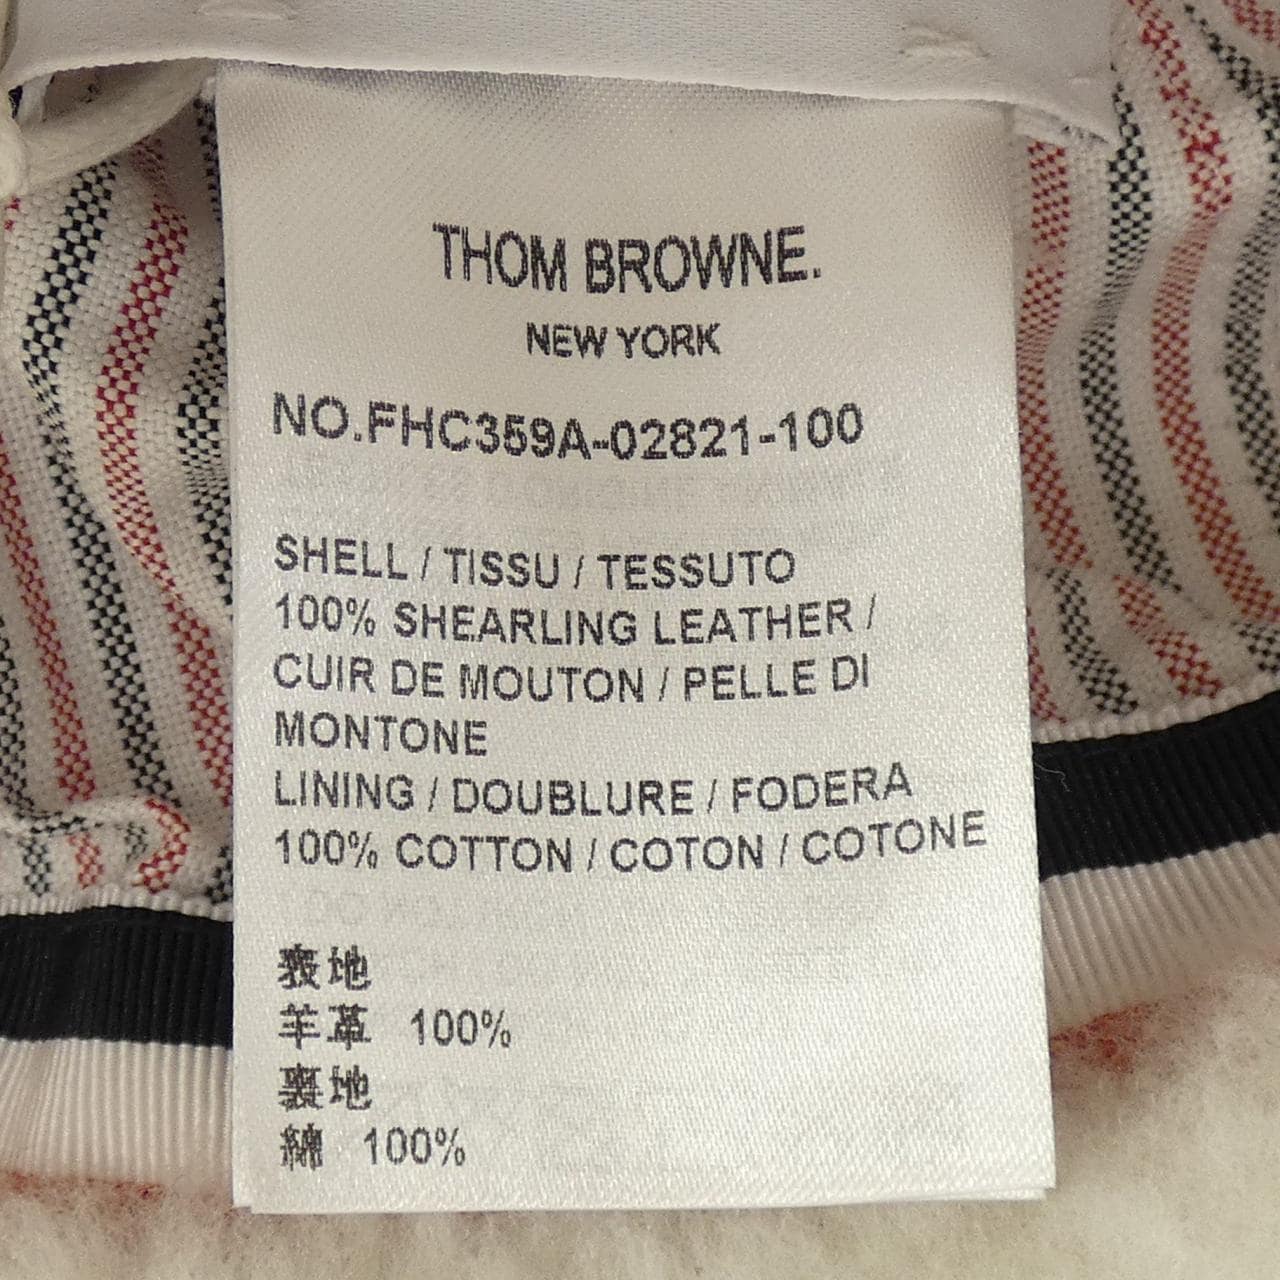 THOM BROWNE.
NEW YORK
NO.FHC359A-02821-100
SHELL / TISSU / TESSUTO
100% SHEARLING LEATHER /
CUIR DE MOUTON / PELLE DI
MONTONE
LINING / DOUBLURE / FODERA
100% COTTON / COTON / COTONE
表地
羊革 100%
裏地
綿 100%